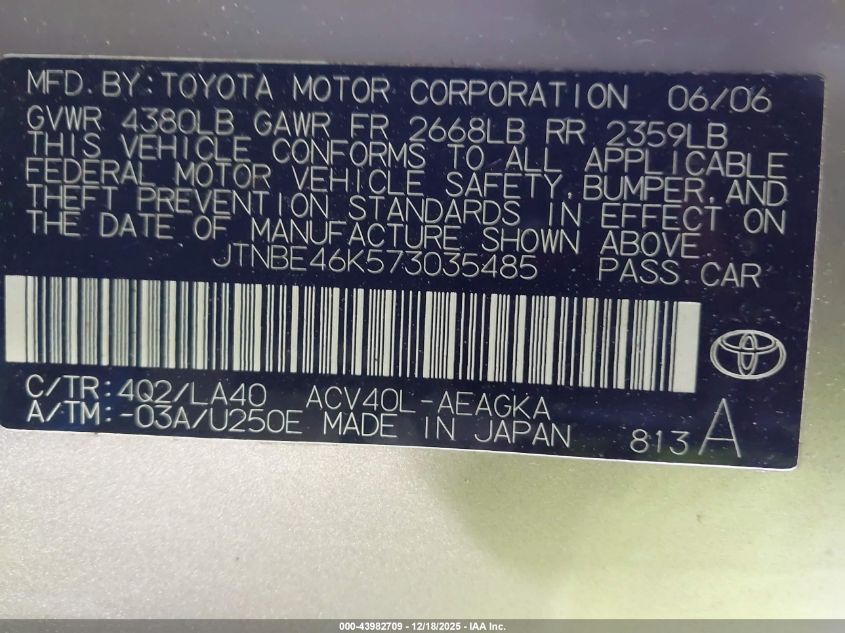 MFD. BY: TOYOTA MOTOR CORPORATION 06/06
GVWR 4380LB GAWR FR 2668LB RR 2359LB
THIS VEHICLE CONFORMS TO ALL APPLICABLE
FEDERAL MOTOR VEHICLE SAFETY, BUMPER, AND
THEFT PREVENTION STANDARDS IN EFFECT ON
THE DATE OF MANUFACTURE SHOWN ABOVE.
JTNBE46K573035485 PASS. CAR
C/TR: 4Q2/LA40 ACV40L-AEAGKA
A/TM: -03A/U250E MADE IN JAPAN 813 A
000-43982709 - 12/18/2025 - IAA Inc.